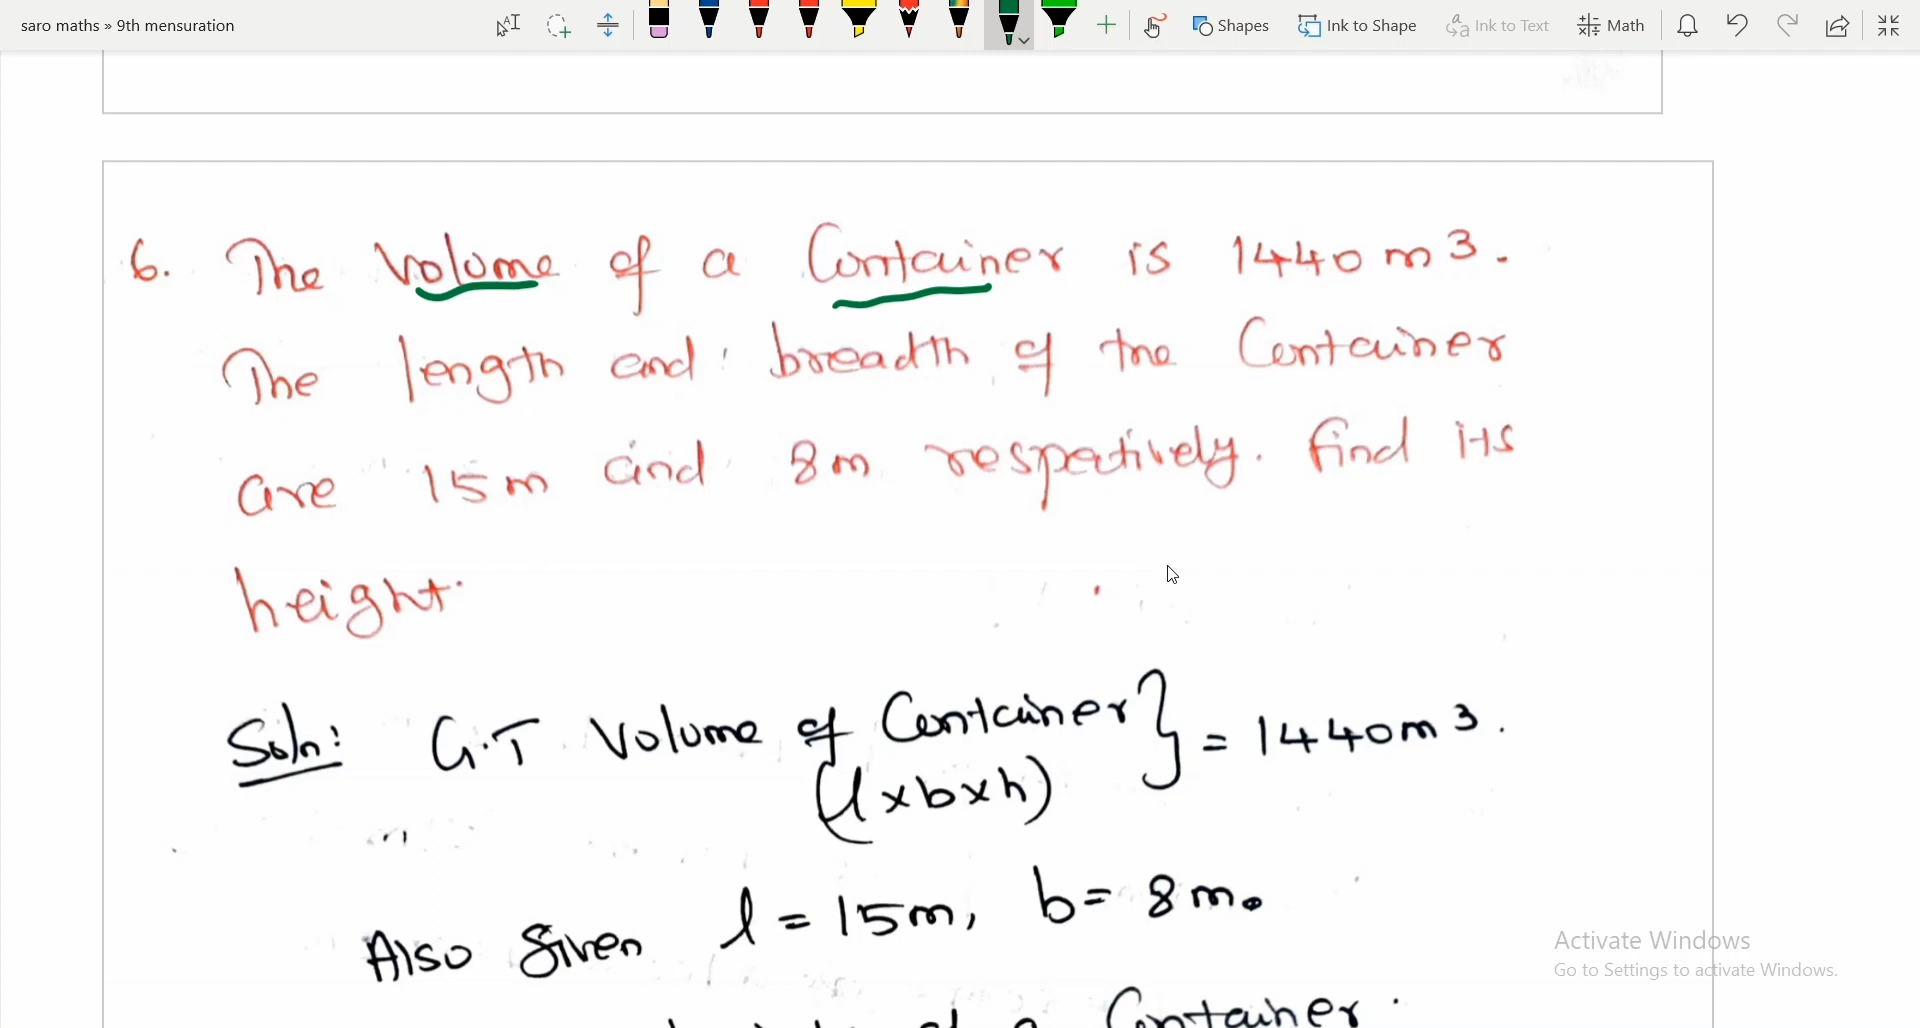 saro maths » 9th mensuration
Shapes Ink to Shape Ink to Text Math
6. The Volume of a Container is 1440 m³.
The length and breadth of the Container
are 15m and 8m respectively. Find its
height.
Soln: G.T Volume of Container } = 1440m³.
(l×b×h)
Also Given l = 15m, b = 8m.
Activate Windows
Go to Settings to activate Windows.
Container.